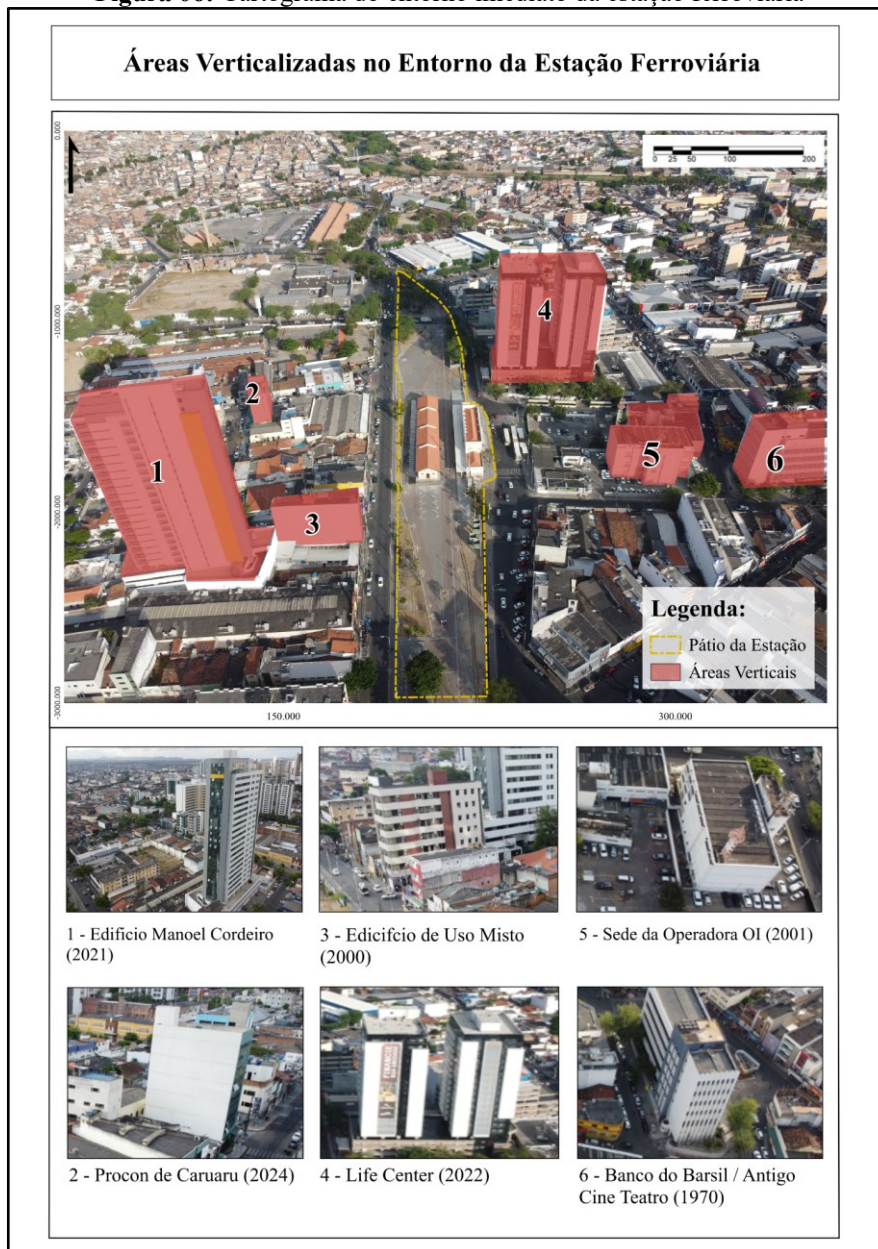 Áreas Verticalizadas no Entorno da Estação Ferroviária
0.000
-1000.000
-2000.000
-3000.000
0 25 50 100 200
1
2
3
4
5
6
Legenda:
Pátio da Estação
Áreas Verticais
150.000
300.000
1 - Edifício Manoel Cordeiro
(2021)
3 - Edicifcio de Uso Misto
(2000)
5 - Sede da Operadora OI (2001)
2 - Procon de Caruaru (2024)
4 - Life Center (2022)
6 - Banco do Barsil / Antigo
Cine Teatro (1970)